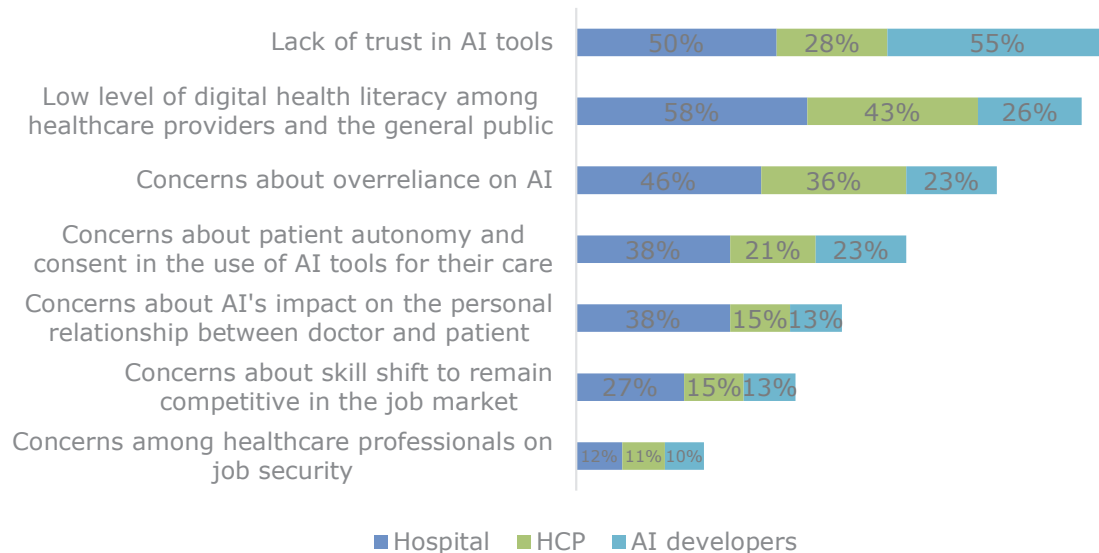 Lack of trust in AI tools
50% 28% 55%
Low level of digital health literacy among
healthcare providers and the general public
58% 43% 26%
Concerns about overreliance on AI
46% 36% 23%
Concerns about patient autonomy and
consent in the use of AI tools for their care
38% 21% 23%
Concerns about AI's impact on the personal
relationship between doctor and patient
38% 15% 13%
Concerns about skill shift to remain
competitive in the job market
27% 15% 13%
Concerns among healthcare professionals on
job security
12% 11% 10%
Hospital HCP AI developers